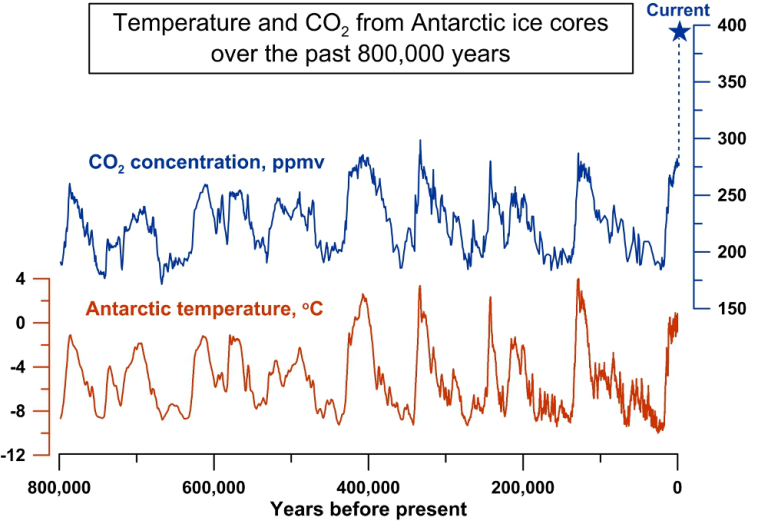 Temperature and CO₂ from Antarctic ice cores
over the past 800,000 years
Current
400
350
300
250
200
150
CO₂ concentration, ppmv
Antarctic temperature, °C
4
0
-4
-8
-12
800,000 600,000 400,000 200,000 0
Years before present